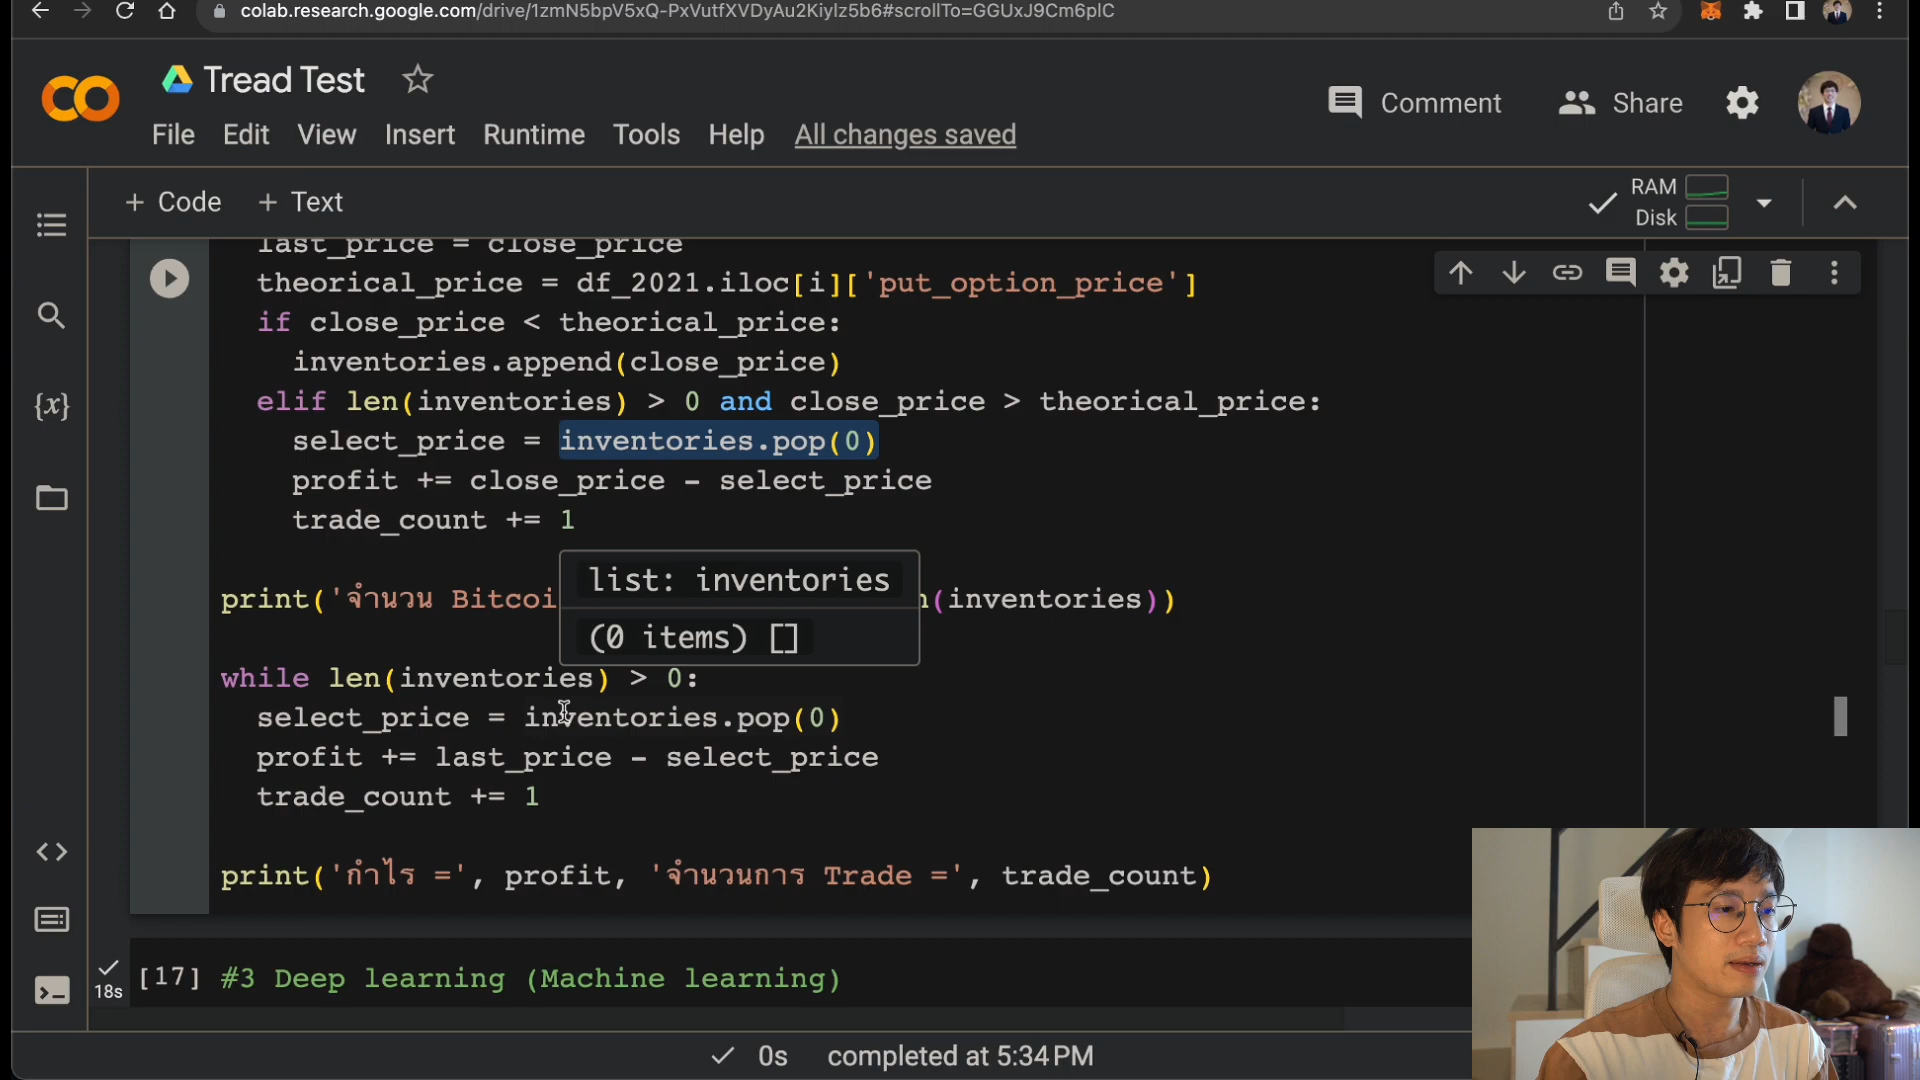 colab.research.google.com/drive/1zmN5bpV5xQ-PxVutfXVDyAu2Kiylz5b6#scrollTo=GGUxJ9Cm6plC
Tread Test
Comment
Share
File Edit View Insert Runtime Tools Help All changes saved
+ Code + Text
RAM
Disk
last_price = close_price
theorical_price = df_2021.iloc[i]['put_option_price']
if close_price < theorical_price:
inventories.append(close_price)
elif len(inventories) > 0 and close_price > theorical_price:
select_price = inventories.pop(0)
profit += close_price - select_price
trade_count += 1
list: inventories
(0 items) []
print('จำนวน Bitcoi n(inventories))
while len(inventories) > 0:
select_price = inventories.pop(0)
profit += last_price - select_price
trade_count += 1
print('กำไร =', profit, 'จำนวนการ Trade =', trade_count)
[17] #3 Deep learning (Machine learning)
18s
0s completed at 5:34 PM